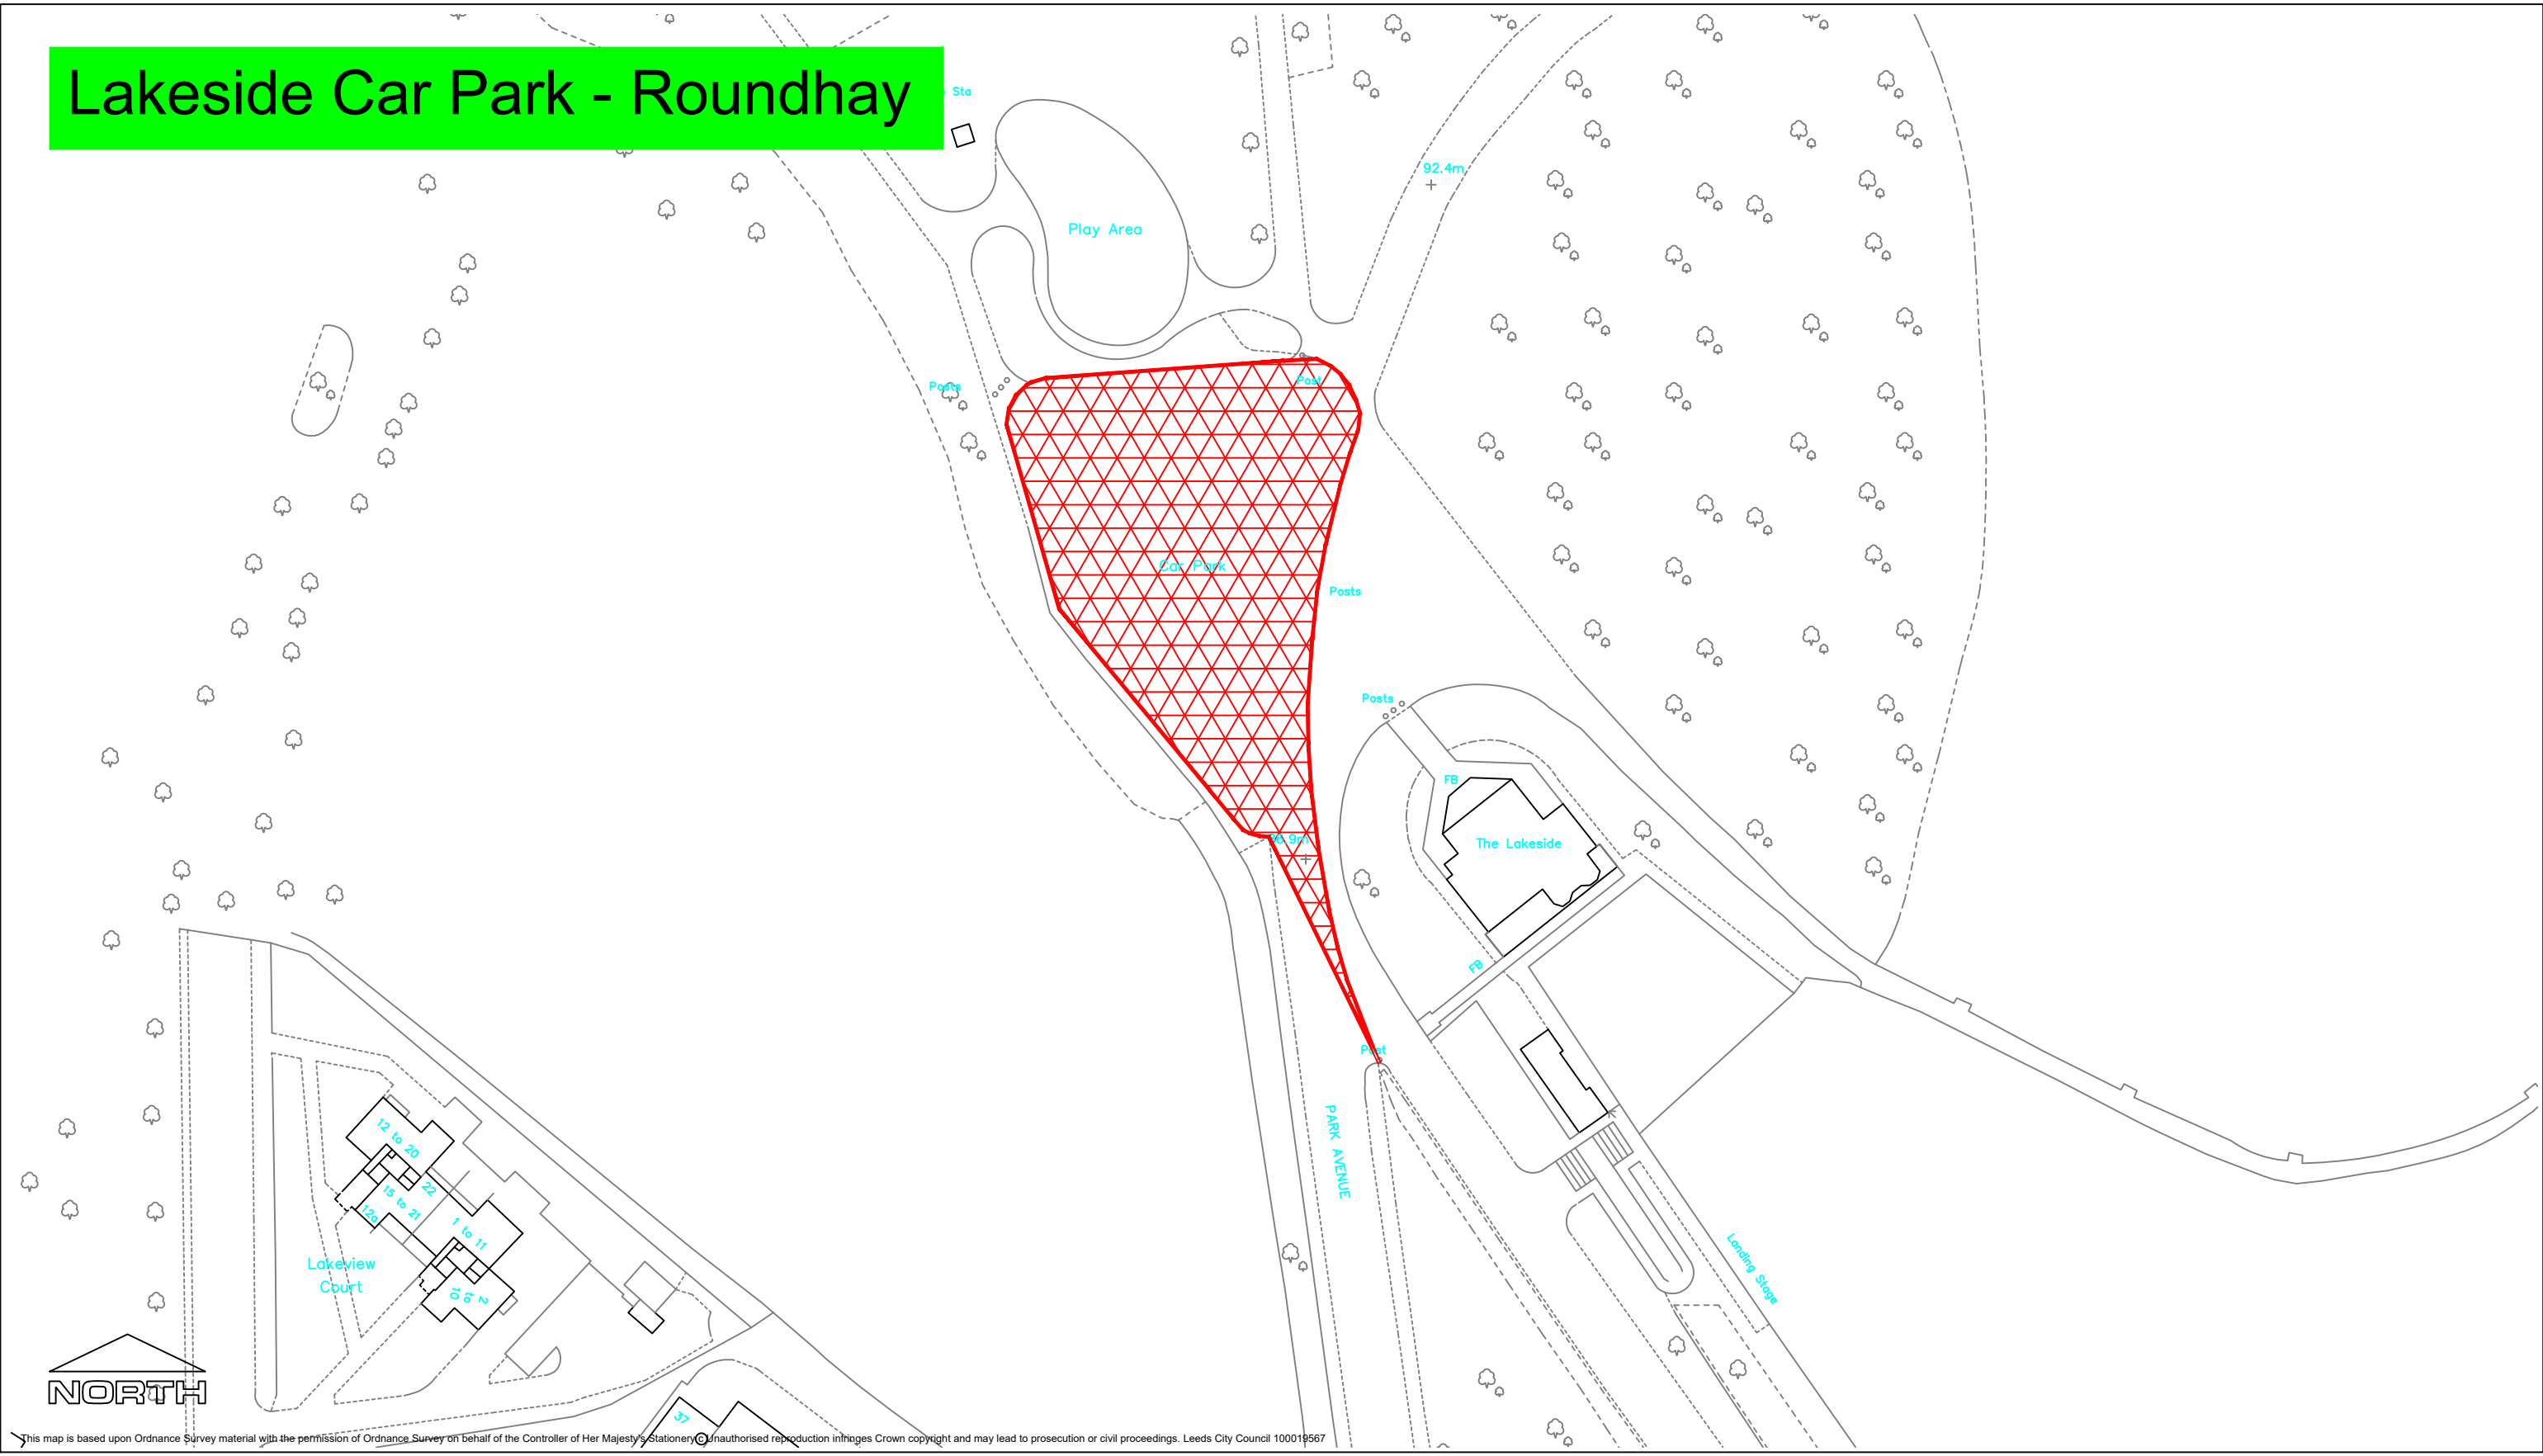 Lakeside Car Park - Roundhay
Sta
92.4m
Play Area
Posts
Post
Car Park
Posts
Posts
FB
The Lakeside
FB
Post
PARK AVENUE
Landing Stage
12 to 20
22
15 to 21
12a
1 to 11
2 to 10
Lakeview
Court
37
NORTH
This map is based upon Ordnance Survey material with the permission of Ordnance Survey on behalf of the Controller of Her Majesty's Stationery © Unauthorised reproduction infringes Crown copyright and may lead to prosecution or civil proceedings. Leeds City Council 100019567